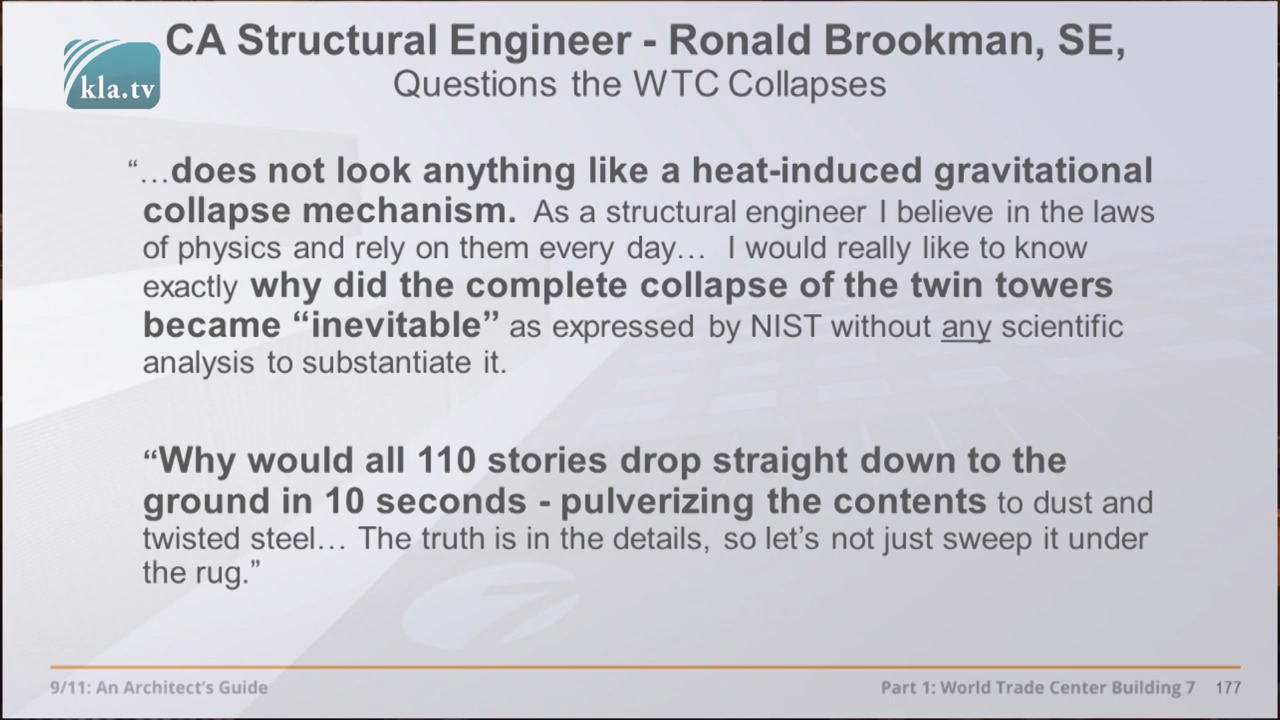 CA Structural Engineer - Ronald Brookman, SE,
kla.tv
Questions the WTC Collapses
“…does not look anything like a heat-induced gravitational
collapse mechanism. As a structural engineer I believe in the laws
of physics and rely on them every day… I would really like to know
exactly why did the complete collapse of the twin towers
became “inevitable” as expressed by NIST without any scientific
analysis to substantiate it.
“Why would all 110 stories drop straight down to the
ground in 10 seconds - pulverizing the contents to dust and
twisted steel… The truth is in the details, so let’s not just sweep it under
the rug.”
9/11: An Architect’s Guide
Part 1: World Trade Center Building 7 177